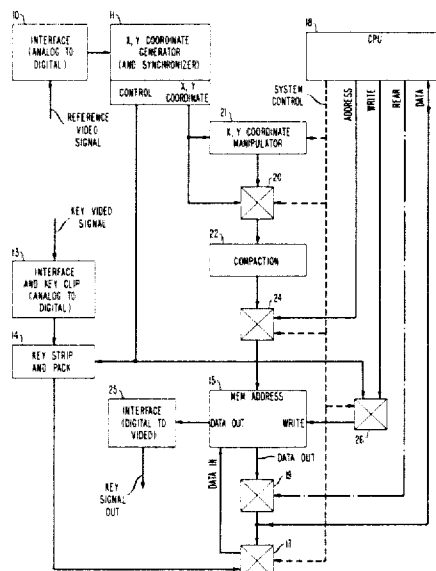 10
INTERFACE
(ANALOG TO
DIGITAL)
REFERENCE VIDEO
SIGNAL
11
X, Y COORDINATE
GENERATOR
(AND SYNCHRONIZER)
CONTROL
X, Y
COORDINATE
18
CPU
SYSTEM
CONTROL
ADDRESS
WRITE
REAR
DATA
21
X, Y COORDINATE
MANIPULATOR
20
KEY VIDEO
SIGNAL
22
COMPACTION
13
INTERFACE
AND KEY CLIP
(ANALOG TO
DIGITAL)
24
14
KEY STRIP
AND PACK
25
INTERFACE
(DIGITAL TO
VIDEO)
KEY
SIGNAL
OUT
15
MEM ADDRESS
DATA OUT
WRITE
26
DATA IN
DATA OUT
19
17